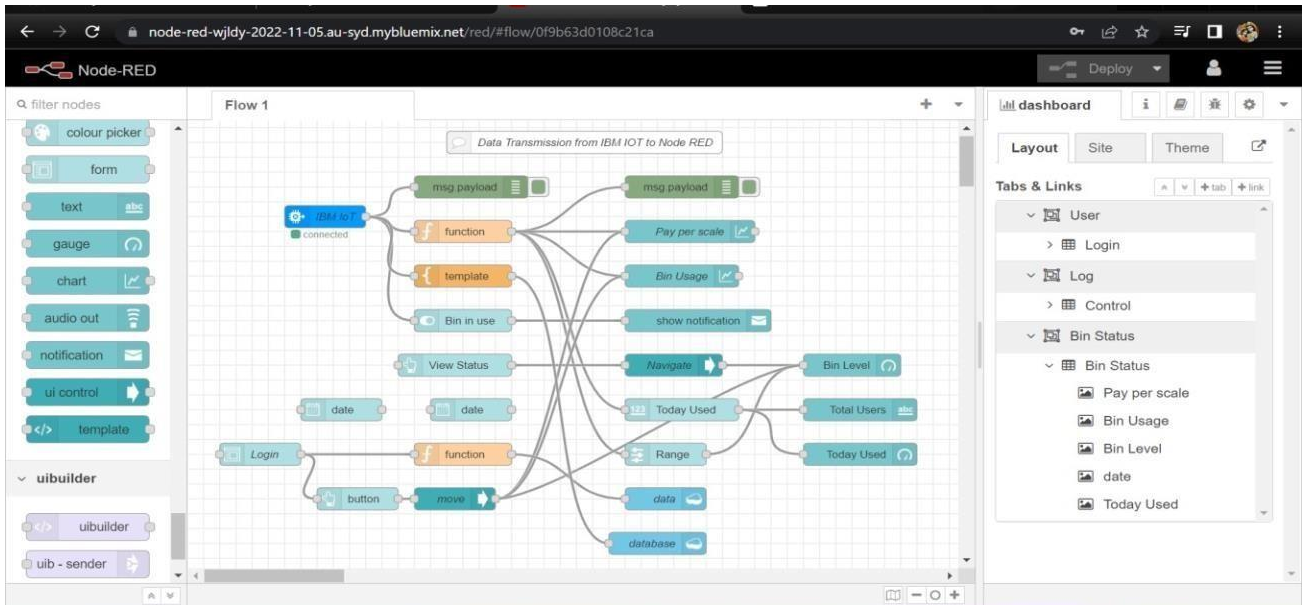 node-red-wjldy-2022-11-05.au-syd.mybluemix.net/red/#flow/0f9b63d0108c21ca
Node-RED
Deploy
filter nodes
colour picker
form
text
abc
gauge
chart
audio out
notification
ui control
template
uibuilder
uibuilder
uib - sender
Flow 1
Data Transmission from IBM IOT to Node RED
msg.payload
msg.payload
IBM IoT
connected
function
Pay per scale
template
Bin Usage
Bin in use
show notification
View Status
Navigate
Bin Level
date
date
123
Today Used
Total Users
abc
Login
function
Range
Today Used
button
move
data
database
dashboard
i
Layout
Site
Theme
Tabs & Links
+ tab
+ link
User
Login
Log
Control
Bin Status
Bin Status
Pay per scale
Bin Usage
Bin Level
date
Today Used